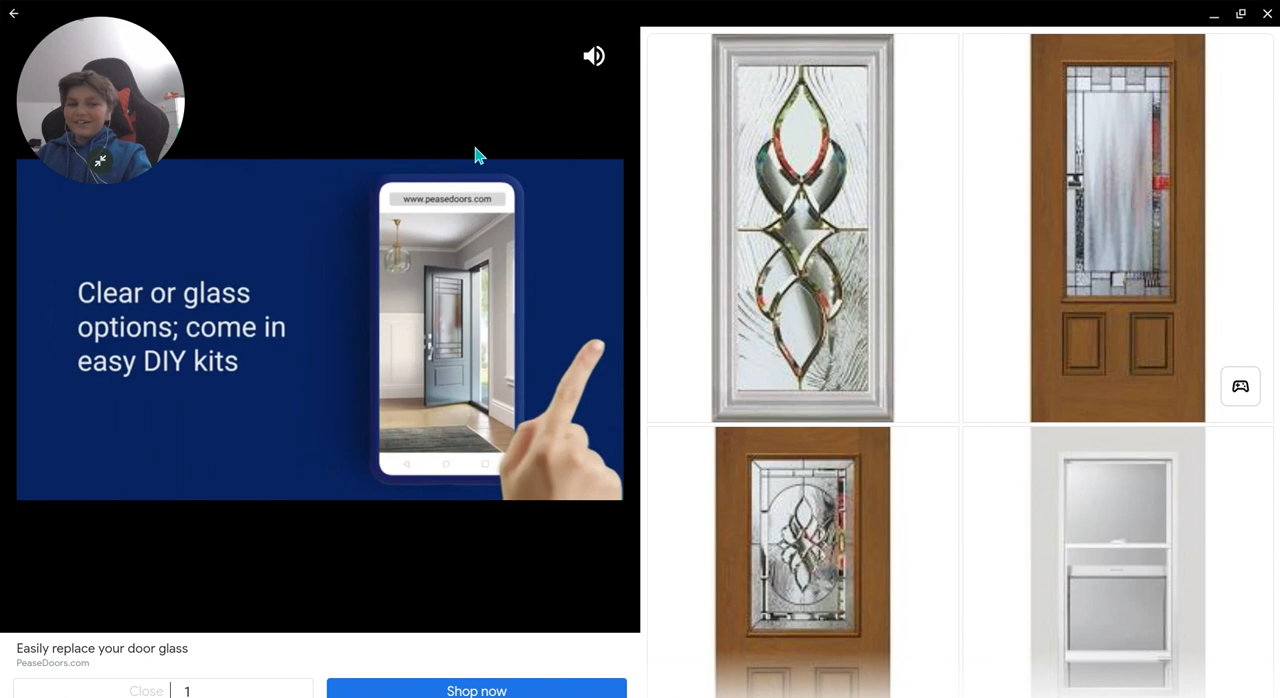 www.peasedoors.com
Clear or glass
options; come in
easy DIY kits
Easily replace your door glass
PeaseDoors.com
Close | 1
Shop now